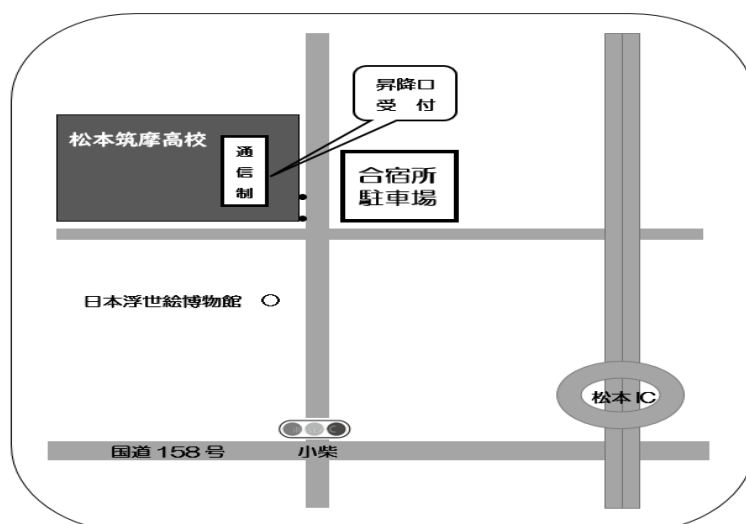 昇降口
受　付
松本筑摩高校
通
信
制
合宿所
駐車場
日本浮世絵博物館
松本IC
国道158号
小柴